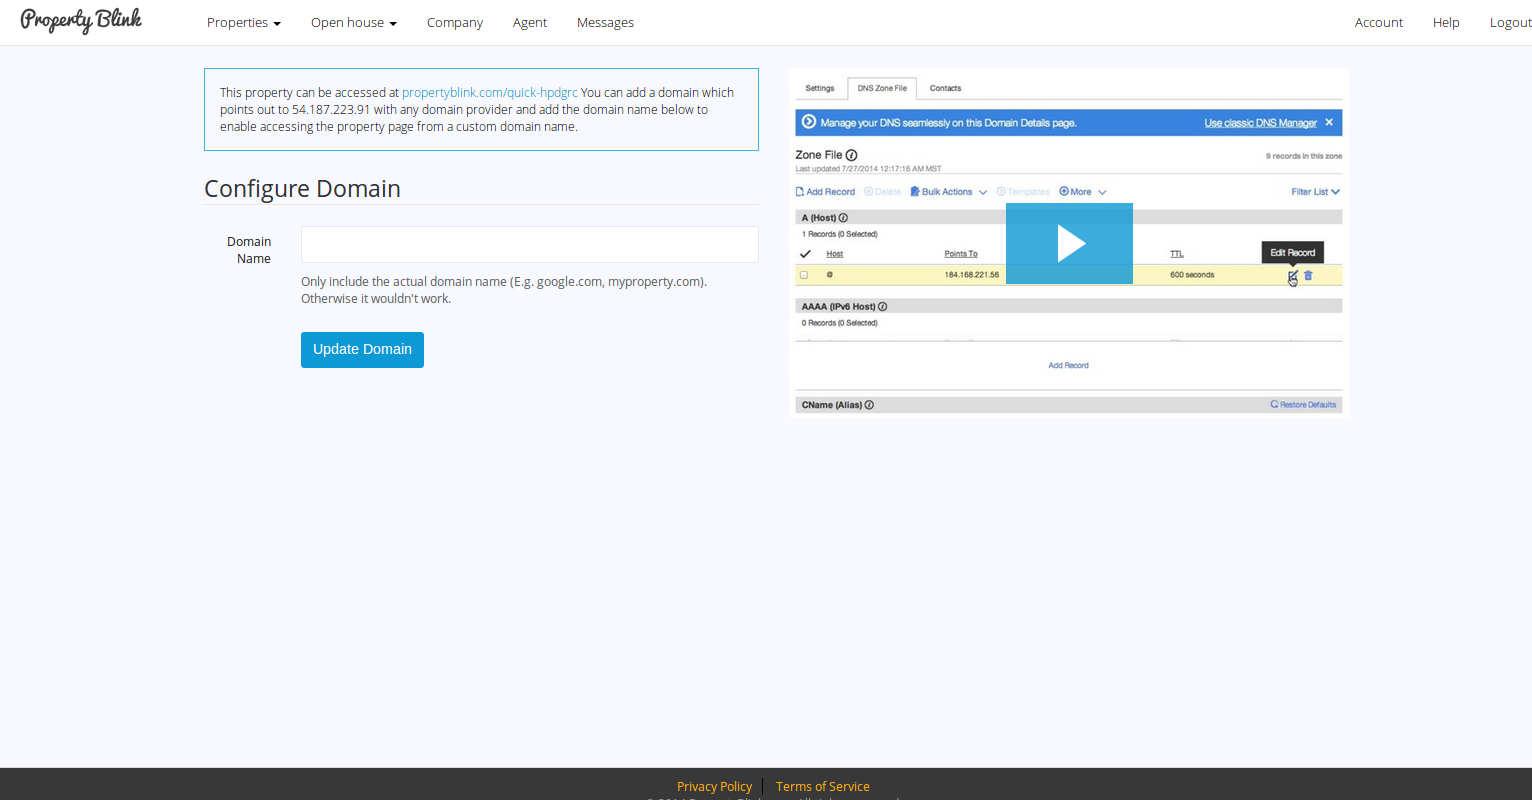 Property Blink
Properties
Open house
Company
Agent
Messages
Account
Help
Logout
This property can be accessed at propertyblink.com/quick-hpdgrc You can add a domain which
points out to 54.187.223.91 with any domain provider and add the domain name below to
enable accessing the property page from a custom domain name.
Configure Domain
Domain
Name
Only include the actual domain name (E.g. google.com, myproperty.com).
Otherwise it wouldn't work.
Update Domain
Settings
DNS Zone File
Contacts
Manage your DNS seamlessly on this Domain Details page.
Use classic DNS Manager
Zone File
9 records in this zone
Last updated 7/27/2014 12:17:16 AM MST
Add Record
Delete
Bulk Actions
Templates
More
Filter List
A (Host)
1 Records (0 Selected)
Host
Points To
TTL
Edit Record
@
184.168.221.56
600 seconds
AAAA (IPv6 Host)
0 Records (0 Selected)
Add Record
CName (Alias)
Restore Defaults
Privacy Policy
Terms of Service